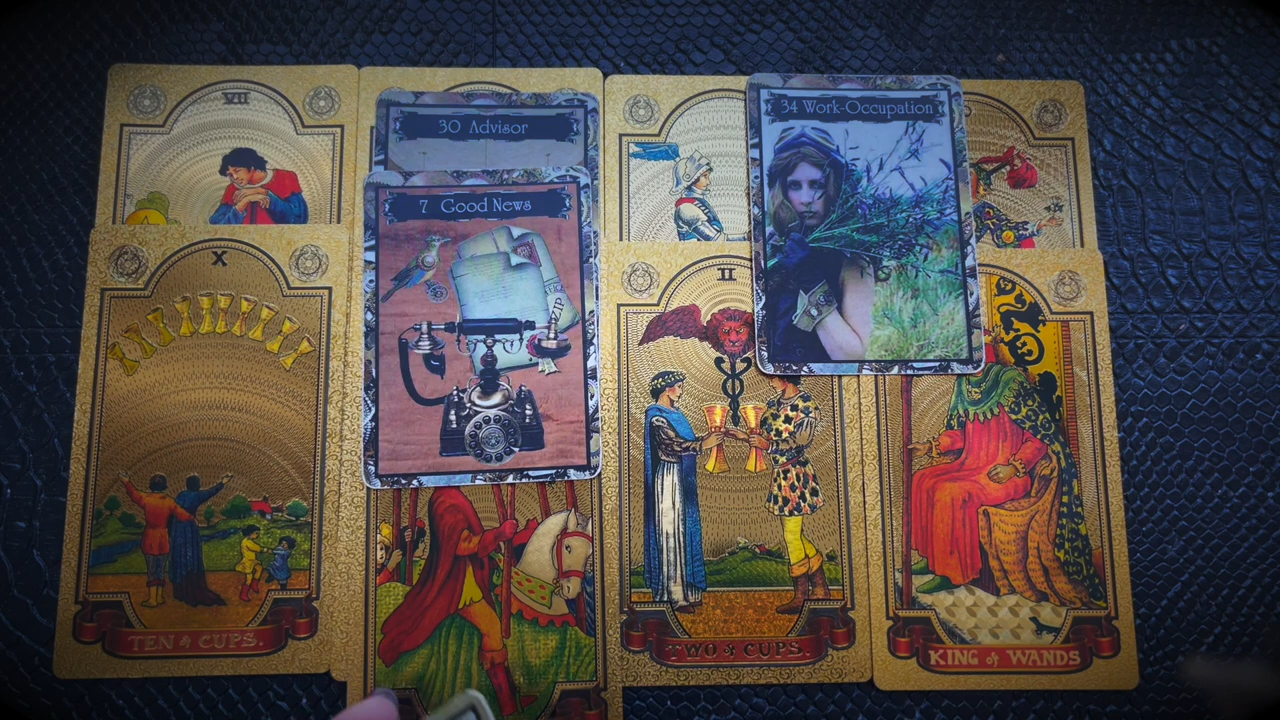 VII
30 Advisor
34 Work-Occupation
7 Good News
X
II
ZIP
TEN of CUPS.
TWO of CUPS.
KING of WANDS